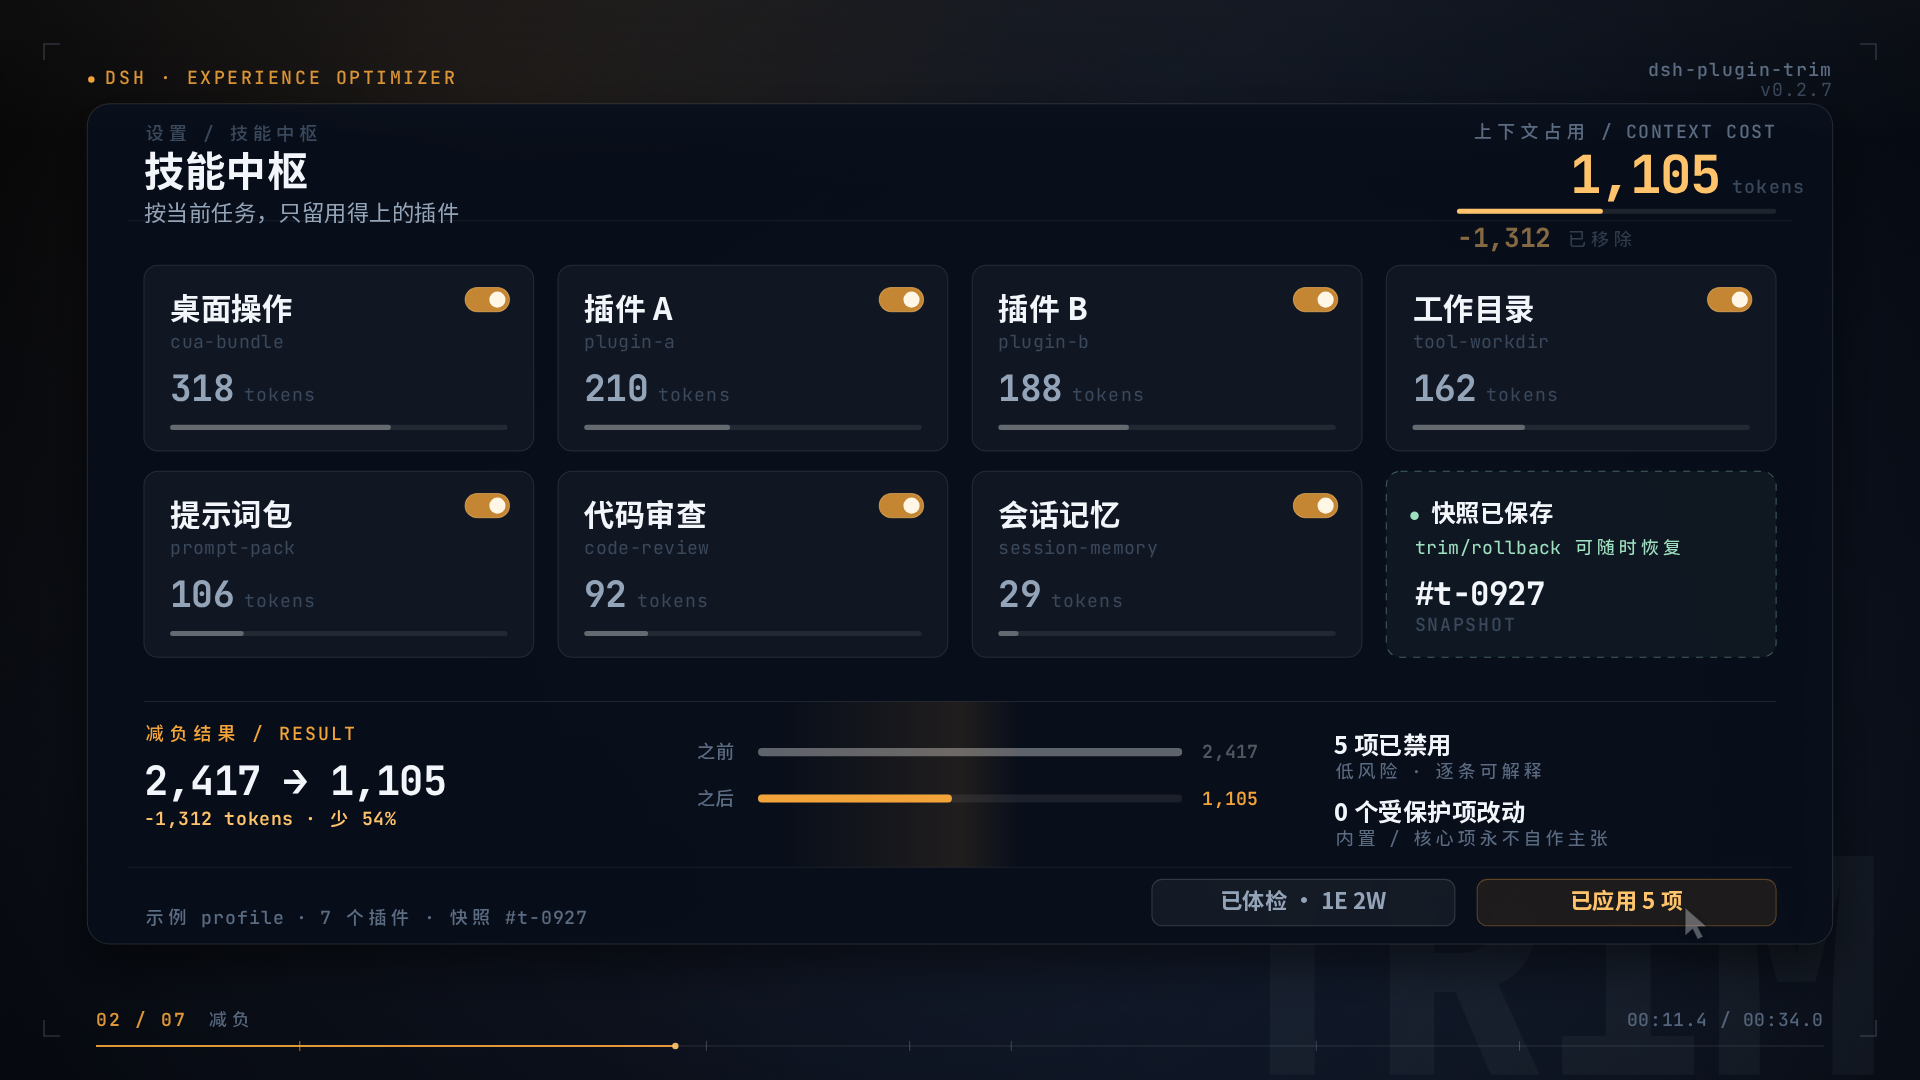 DSH · EXPERIENCE OPTIMIZER
dsh-plugin-trim
v0.2.7
设置 / 技能中枢
技能中枢
按当前任务，只留用得上的插件
上下文占用 / CONTEXT COST
1,105 tokens
-1,312 已移除
桌面操作
cua-bundle
318 tokens
插件 A
plugin-a
210 tokens
插件 B
plugin-b
188 tokens
工作目录
tool-workdir
162 tokens
提示词包
prompt-pack
106 tokens
代码审查
code-review
92 tokens
会话记忆
session-memory
29 tokens
快照已保存
trim/rollback 可随时恢复
#t-0927
SNAPSHOT
减负结果 / RESULT
2,417 → 1,105
-1,312 tokens · 少 54%
之前 2,417
之后 1,105
5 项已禁用
低风险 · 逐条可解释
0 个受保护项改动
内置 / 核心项永不自作主张
示例 profile · 7 个插件 · 快照 #t-0927
已体检 · 1E 2W
已应用 5 项
TRIM
02 / 07 减负
00:11.4 / 00:34.0